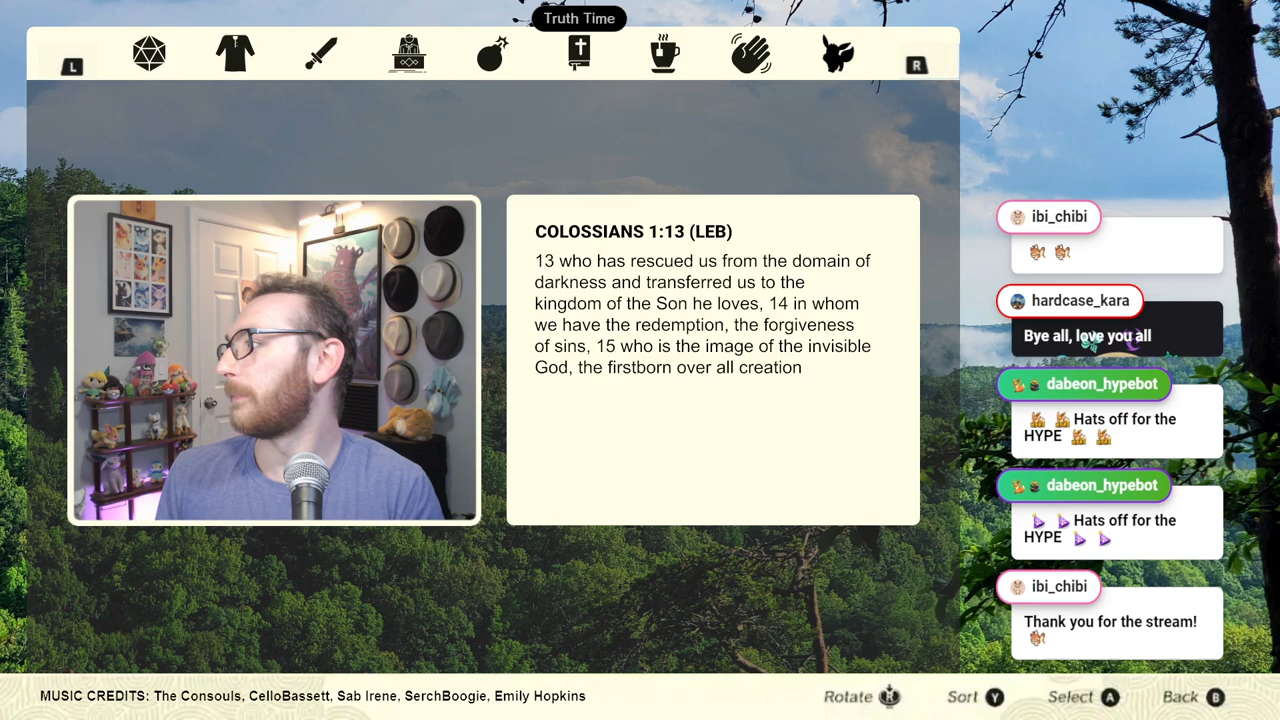 Truth Time
L
R
COLOSSIANS 1:13 (LEB)
13 who has rescued us from the domain of
darkness and transferred us to the
kingdom of the Son he loves, 14 in whom
we have the redemption, the forgiveness
of sins, 15 who is the image of the invisible
God, the firstborn over all creation
ibi_chibi
hardcase_kara
Bye all, love you all
dabeon_hypebot
Hats off for the
HYPE
dabeon_hypebot
Hats off for the
HYPE
ibi_chibi
Thank you for the stream!
MUSIC CREDITS: The Consouls, CelloBassett, Sab Irene, SerchBoogie, Emily Hopkins
Rotate R Sort Y Select A Back B